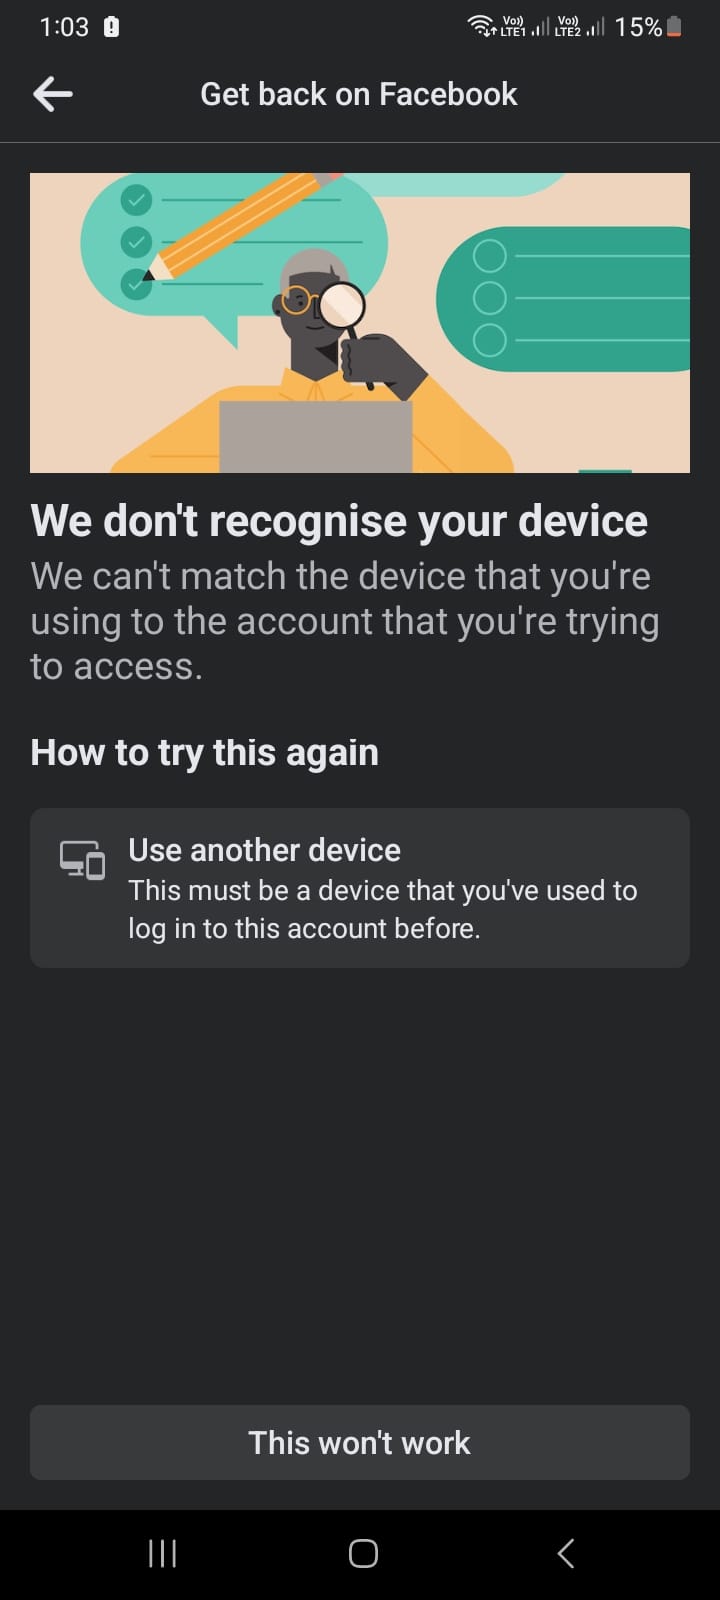 1:03
Vo)) LTE1 Vo)) LTE2 15%
Get back on Facebook
We don't recognise your device
We can't match the device that you're
using to the account that you're trying
to access.
How to try this again
Use another device
This must be a device that you've used to
log in to this account before.
This won't work